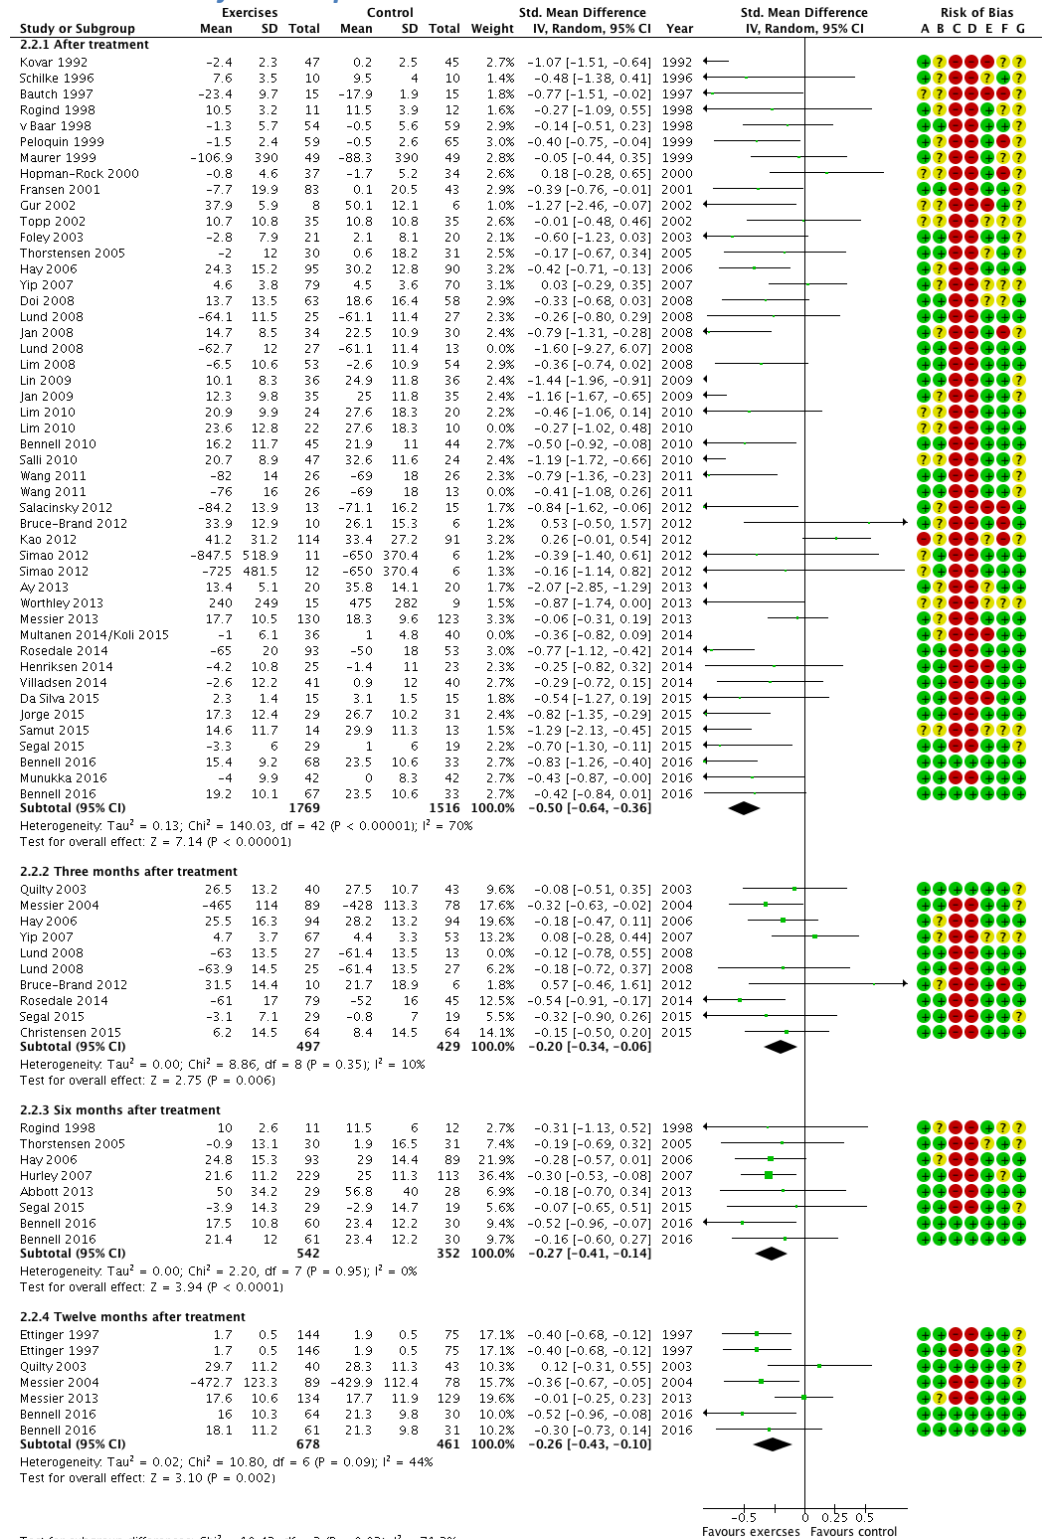 Exercises Control Std. Mean Difference Std. Mean Difference Risk of Bias
Study or Subgroup Mean SD Total Mean SD Total Weight IV, Random, 95% CI Year IV, Random, 95% CI A B C D E F G
2.2.1 After treatment
Kovar 1992 -2.4 2.3 47 0.2 2.5 45 2.7% -1.07 [-1.51, -0.64] 1992
Schilke 1996 7.6 3.5 10 9.5 4 10 1.4% -0.48 [-1.38, 0.41] 1996
Bautch 1997 -23.4 9.7 15 -17.9 1.9 15 1.8% -0.77 [-1.51, -0.02] 1997
Rogind 1998 10.5 3.2 11 11.5 3.9 12 1.6% -0.27 [-1.09, 0.55] 1998
v Baar 1998 -1.3 5.7 54 -0.5 5.6 59 2.9% -0.14 [-0.51, 0.23] 1998
Peloquin 1999 -1.5 2.4 59 -0.5 2.6 65 3.0% -0.40 [-0.75, -0.04] 1999
Maurer 1999 -106.9 390 49 -88.3 390 49 2.8% -0.05 [-0.44, 0.35] 1999
Hopman-Rock 2000 -0.8 4.6 37 -1.7 5.2 34 2.6% 0.18 [-0.28, 0.65] 2000
Fransen 2001 -7.7 19.9 83 0.1 20.5 43 2.9% -0.39 [-0.76, -0.01] 2001
Gur 2002 37.9 5.9 8 50.1 12.1 6 1.0% -1.27 [-2.46, -0.07] 2002
Topp 2002 10.7 10.8 35 10.8 10.8 35 2.6% -0.01 [-0.48, 0.46] 2002
Foley 2003 -2.8 7.9 21 2.1 8.1 20 2.1% -0.60 [-1.23, 0.03] 2003
Thorstensen 2005 -2 12 30 0.6 18.2 31 2.5% -0.17 [-0.67, 0.34] 2005
Hay 2006 24.3 15.2 95 30.2 12.8 90 3.2% -0.42 [-0.71, -0.13] 2006
Yip 2007 4.6 3.8 79 4.5 3.6 70 3.1% 0.03 [-0.29, 0.35] 2007
Doi 2008 13.7 13.5 63 18.6 16.4 58 2.9% -0.33 [-0.68, 0.03] 2008
Lund 2008 -64.1 11.5 25 -61.1 11.4 27 2.3% -0.26 [-0.80, 0.29] 2008
Jan 2008 14.7 8.5 34 22.5 10.9 30 2.4% -0.79 [-1.31, -0.28] 2008
Lund 2008 -62.7 12 27 -61.1 11.4 13 0.0% -1.60 [-9.27, 6.07] 2008
Lim 2008 -6.5 10.6 53 -2.6 10.9 54 2.9% -0.36 [-0.74, 0.02] 2008
Lin 2009 10.1 8.3 36 24.9 11.8 36 2.4% -1.44 [-1.96, -0.91] 2009
Jan 2009 12.3 9.8 35 25 11.8 35 2.5% -1.16 [-1.67, -0.65] 2009
Lim 2010 20.9 9.9 24 27.6 18.3 20 2.2% -0.46 [-1.06, 0.14] 2010
Lim 2010 23.6 12.8 22 27.6 18.3 10 0.0% -0.27 [-1.02, 0.48] 2010
Bennell 2010 16.2 11.7 45 21.9 11 44 2.7% -0.50 [-0.92, -0.08] 2010
Salli 2010 20.7 8.9 47 32.6 11.6 24 2.4% -1.19 [-1.72, -0.66] 2010
Wang 2011 -82 14 26 -69 18 26 2.3% -0.79 [-1.36, -0.23] 2011
Wang 2011 -76 16 26 -69 18 13 0.0% -0.41 [-1.08, 0.26] 2011
Salacinsky 2012 -84.2 13.9 13 -71.1 16.2 15 1.7% -0.84 [-1.62, -0.06] 2012
Bruce-Brand 2012 33.9 12.9 10 26.1 15.3 6 1.2% 0.53 [-0.50, 1.57] 2012
Kao 2012 41.2 31.2 114 33.4 27.2 91 3.2% 0.26 [-0.01, 0.54] 2012
Simao 2012 -847.5 518.9 11 -650 370.4 6 1.2% -0.39 [-1.40, 0.61] 2012
Simao 2012 -725 481.5 12 -650 370.4 6 1.3% -0.16 [-1.14, 0.82] 2012
Ay 2013 13.4 5.1 20 35.8 14.1 20 1.7% -2.07 [-2.85, -1.29] 2013
Worthley 2013 240 249 15 475 282 9 1.5% -0.87 [-1.74, 0.00] 2013
Messier 2013 17.7 10.5 130 18.3 9.6 123 3.3% -0.06 [-0.31, 0.19] 2013
Multanen 2014/Koli 2015 -1 6.1 36 1 4.8 40 0.0% -0.36 [-0.82, 0.09] 2014
Rosedale 2014 -65 20 93 -50 18 53 3.0% -0.77 [-1.12, -0.42] 2014
Henriksen 2014 -4.2 10.8 25 -1.4 11 23 2.3% -0.25 [-0.82, 0.32] 2014
Villadsen 2014 -2.6 12.2 41 0.9 12 40 2.7% -0.29 [-0.72, 0.15] 2014
Da Silva 2015 2.3 1.4 15 3.1 1.5 15 1.8% -0.54 [-1.27, 0.19] 2015
Jorge 2015 17.3 12.4 29 26.7 10.2 31 2.4% -0.82 [-1.35, -0.29] 2015
Samut 2015 14.6 11.7 14 29.9 11.3 13 1.5% -1.29 [-2.13, -0.45] 2015
Segal 2015 -3.3 6 29 1 6 19 2.2% -0.70 [-1.30, -0.11] 2015
Bennell 2016 15.4 9.2 68 23.5 10.6 33 2.7% -0.83 [-1.26, -0.40] 2016
Munukka 2016 -4 9.9 42 0 8.3 42 2.7% -0.43 [-0.87, -0.00] 2016
Bennell 2016 19.2 10.1 67 23.5 10.6 33 2.7% -0.42 [-0.84, 0.01] 2016
Subtotal (95% CI) 1769 1516 100.0% -0.50 [-0.64, -0.36]
Heterogeneity: Tau² = 0.13; Chi² = 140.03, df = 42 (P < 0.00001); I² = 70%
Test for overall effect: Z = 7.14 (P < 0.00001)
2.2.2 Three months after treatment
Quilty 2003 26.5 13.2 40 27.5 10.7 43 9.6% -0.08 [-0.51, 0.35] 2003
Messier 2004 -465 114 89 -428 113.3 78 17.6% -0.32 [-0.63, -0.02] 2004
Hay 2006 25.5 16.3 94 28.2 13.2 94 19.4% -0.18 [-0.47, 0.11] 2006
Yip 2007 4.7 3.7 67 4.4 3.3 53 13.2% 0.08 [-0.28, 0.44] 2007
Lund 2008 -63 13.5 27 -61.4 13.5 13 0.0% -0.12 [-0.78, 0.55] 2008
Lund 2008 -63.9 14.5 25 -61.4 13.5 27 6.2% -0.18 [-0.72, 0.37] 2008
Bruce-Brand 2012 31.5 14.4 10 21.7 18.9 6 1.8% 0.57 [-0.46, 1.61] 2012
Rosedale 2014 -61 17 79 -52 16 45 12.5% -0.54 [-0.91, -0.17] 2014
Segal 2015 -3.1 7.1 29 -0.8 7 19 5.5% -0.32 [-0.90, 0.26] 2015
Christensen 2015 6.2 14.5 64 8.4 14.5 64 14.1% -0.15 [-0.50, 0.20] 2015
Subtotal (95% CI) 497 429 100.0% -0.20 [-0.34, -0.06]
Heterogeneity: Tau² = 0.00; Chi² = 8.86, df = 8 (P = 0.35); I² = 10%
Test for overall effect: Z = 2.75 (P = 0.006)
2.2.3 Six months after treatment
Rogind 1998 10 2.6 11 11.5 6 12 2.7% -0.31 [-1.13, 0.52] 1998
Thorstensen 2005 -0.9 13.1 30 1.9 16.5 31 7.4% -0.19 [-0.69, 0.32] 2005
Hay 2006 24.8 15.3 93 29 14.4 89 21.9% -0.28 [-0.57, 0.01] 2006
Hurley 2007 21.6 11.2 229 25 11.3 113 36.4% -0.30 [-0.53, -0.08] 2007
Abbott 2013 50 34.2 29 56.8 40 28 6.9% -0.18 [-0.70, 0.34] 2013
Segal 2015 -3.9 14.3 29 -2.9 14.7 19 5.6% -0.07 [-0.65, 0.51] 2015
Bennell 2016 17.5 10.8 60 23.4 12.2 30 9.4% -0.52 [-0.96, -0.07] 2016
Bennell 2016 21.4 12 61 23.4 12.2 30 9.7% -0.16 [-0.60, 0.27] 2016
Subtotal (95% CI) 542 352 100.0% -0.27 [-0.41, -0.14]
Heterogeneity: Tau² = 0.00; Chi² = 2.20, df = 7 (P = 0.95); I² = 0%
Test for overall effect: Z = 3.94 (P < 0.0001)
2.2.4 Twelve months after treatment
Ettinger 1997 1.7 0.5 144 1.9 0.5 75 17.1% -0.40 [-0.68, -0.12] 1997
Ettinger 1997 1.7 0.5 146 1.9 0.5 75 17.1% -0.40 [-0.68, -0.12] 1997
Quilty 2003 29.7 11.2 40 28.3 11.3 43 10.3% 0.12 [-0.31, 0.55] 2003
Messier 2004 -472.7 123.3 89 -429.9 112.4 78 15.7% -0.36 [-0.67, -0.05] 2004
Messier 2013 17.6 10.6 134 17.7 11.9 129 19.6% -0.01 [-0.25, 0.23] 2013
Bennell 2016 16 10.3 64 21.3 9.8 30 10.0% -0.52 [-0.96, -0.08] 2016
Bennell 2016 18.1 11.2 61 21.3 9.8 31 10.2% -0.30 [-0.73, 0.14] 2016
Subtotal (95% CI) 678 461 100.0% -0.26 [-0.43, -0.10]
Heterogeneity: Tau² = 0.02; Chi² = 10.80, df = 6 (P = 0.09); I² = 44%
Test for overall effect: Z = 3.10 (P = 0.002)
-0.5 -0.25 0 0.25 0.5
Favours exercses Favours control